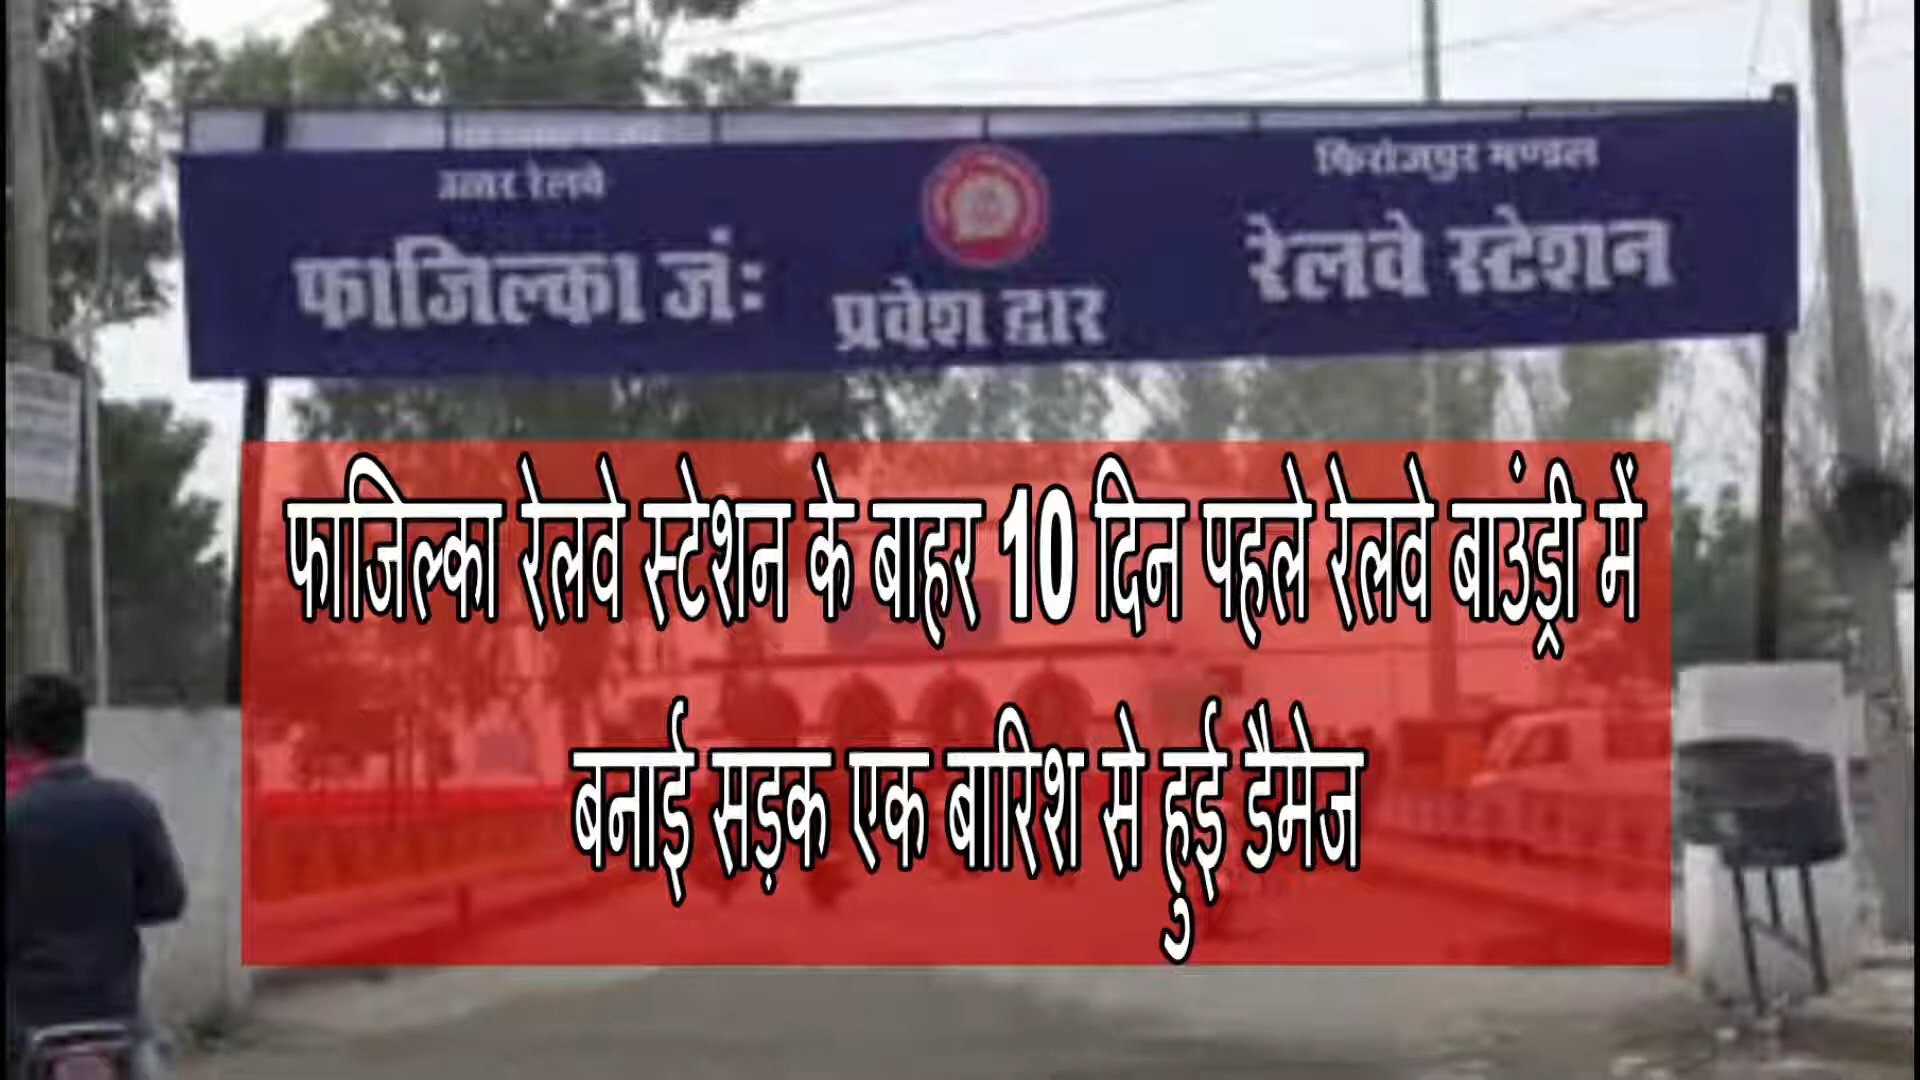 उत्तर रेलवे
फिरोजपुर मण्डल
फाजिल्का जं:
प्रवेश द्वार
रेलवे स्टेशन
फाजिल्का रेलवे स्टेशन के बाहर 10 दिन पहले रेलवे बाउंड्री में
बनाई सड़क एक बारिश से हुई डैमेज